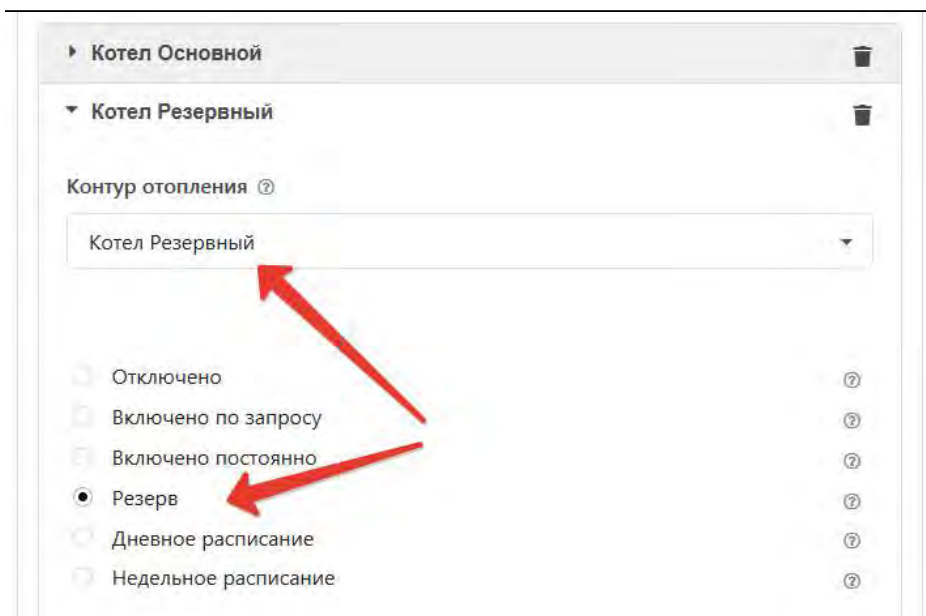 Котел Основной
Котел Резервный
Контур отопления
Котел Резервный
Отключено
Включено по запросу
Включено постоянно
Резерв
Дневное расписание
Недельное расписание